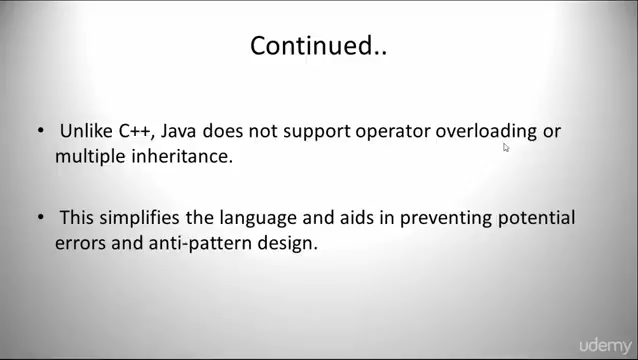 Continued..
• Unlike C++, Java does not support operator overloading or
multiple inheritance.
• This simplifies the language and aids in preventing potential
errors and anti-pattern design.
udemy